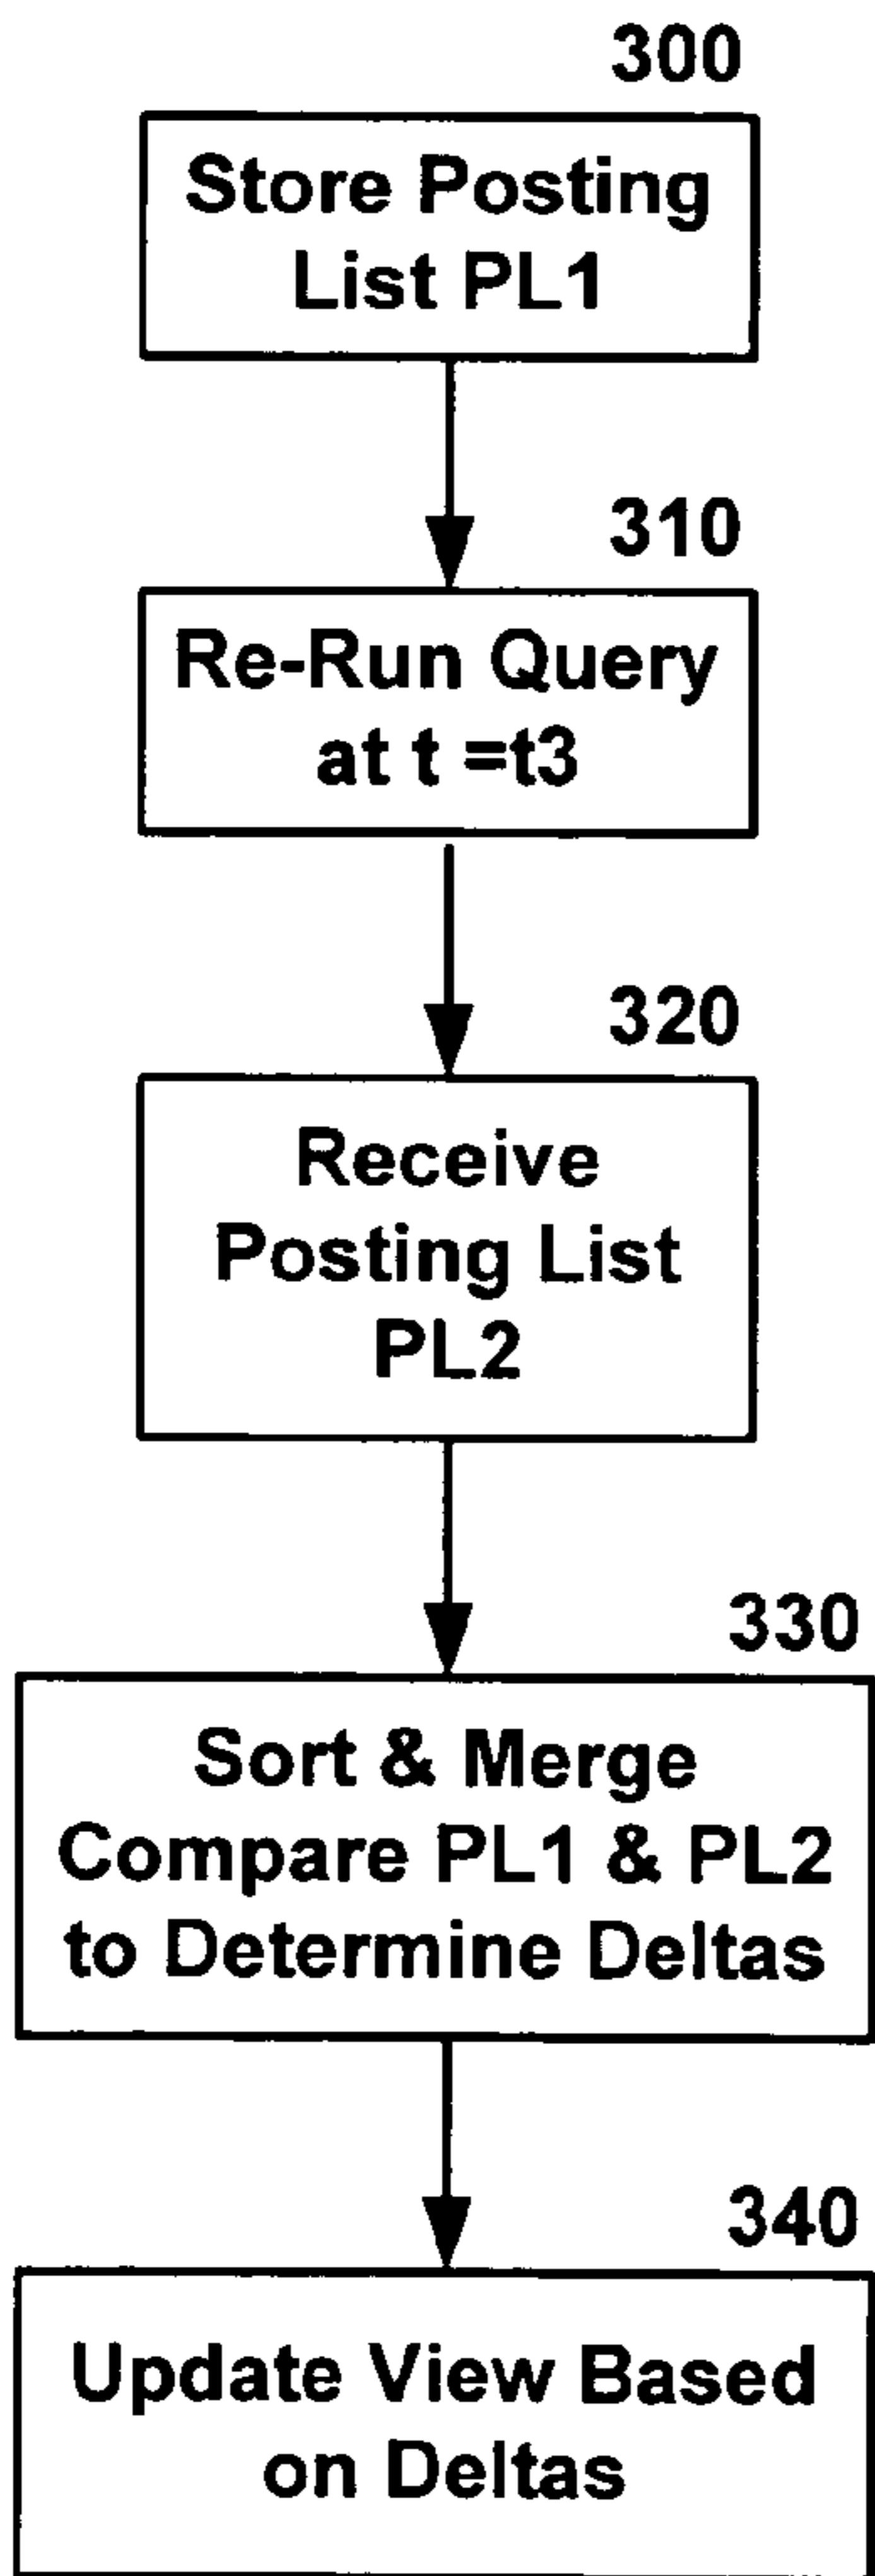 300
Store Posting
List PL1
310
Re-Run Query
at t =t3
320
Receive
Posting List
PL2
330
Sort & Merge
Compare PL1 & PL2
to Determine Deltas
340
Update View Based
on Deltas